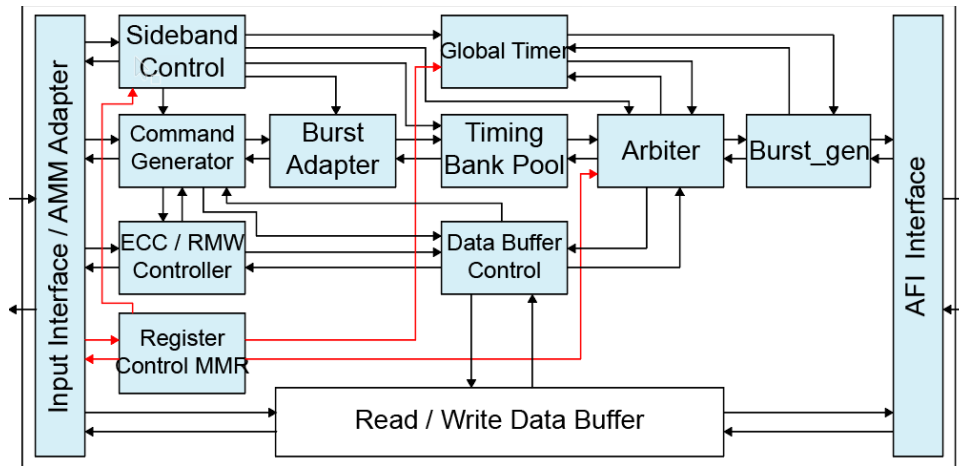 Input Interface / AMM Adapter
Sideband
Control
Global Timer
Command
Generator
Burst
Adapter
Timing
Bank Pool
Arbiter
Burst_gen
ECC / RMW
Controller
Data Buffer
Control
Register
Control MMR
Read / Write Data Buffer
AFI Interface